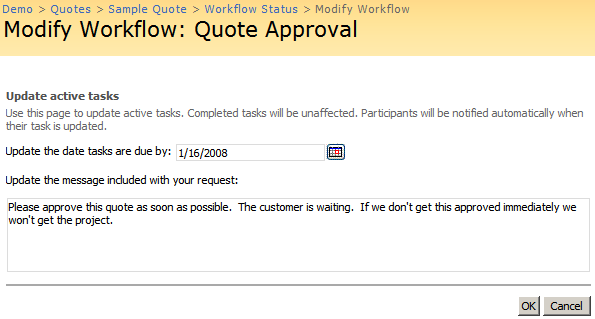 Demo > Quotes > Sample Quote > Workflow Status > Modify Workflow
Modify Workflow: Quote Approval
Update active tasks
Use this page to update active tasks. Completed tasks will be unaffected. Participants will be notified automatically when
their task is updated.
Update the date tasks are due by: 1/16/2008
Update the message included with your request:
Please approve this quote as soon as possible.  The customer is waiting.  If we don't get this approved immediately we
won't get the project.
OK Cancel